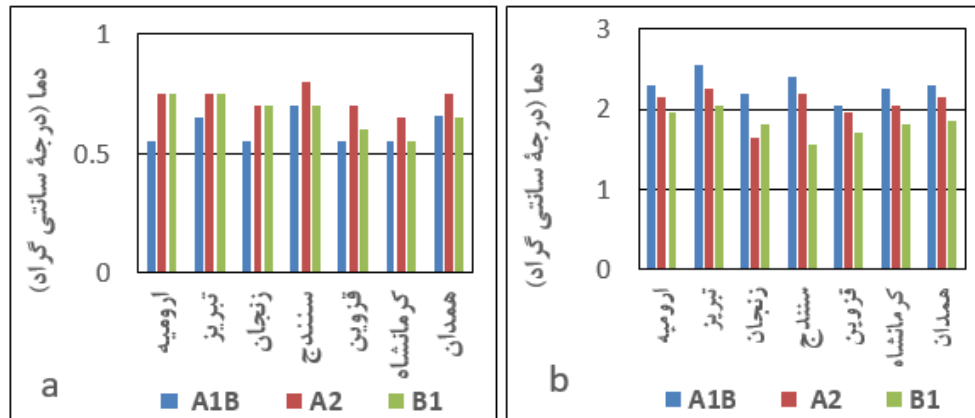 دما (درجهٔ سانتی گراد)
1
0.5
0
ارومیه
تبریز
زنجان
سنندج
قزوین
کرمانشاه
همدان
a
A1B A2 B1
دما (درجهٔ سانتی گراد)
3
2
1
0
ارومیه
تبریز
زنجان
سنندج
قزوین
کرمانشاه
همدان
b
A1B A2 B1